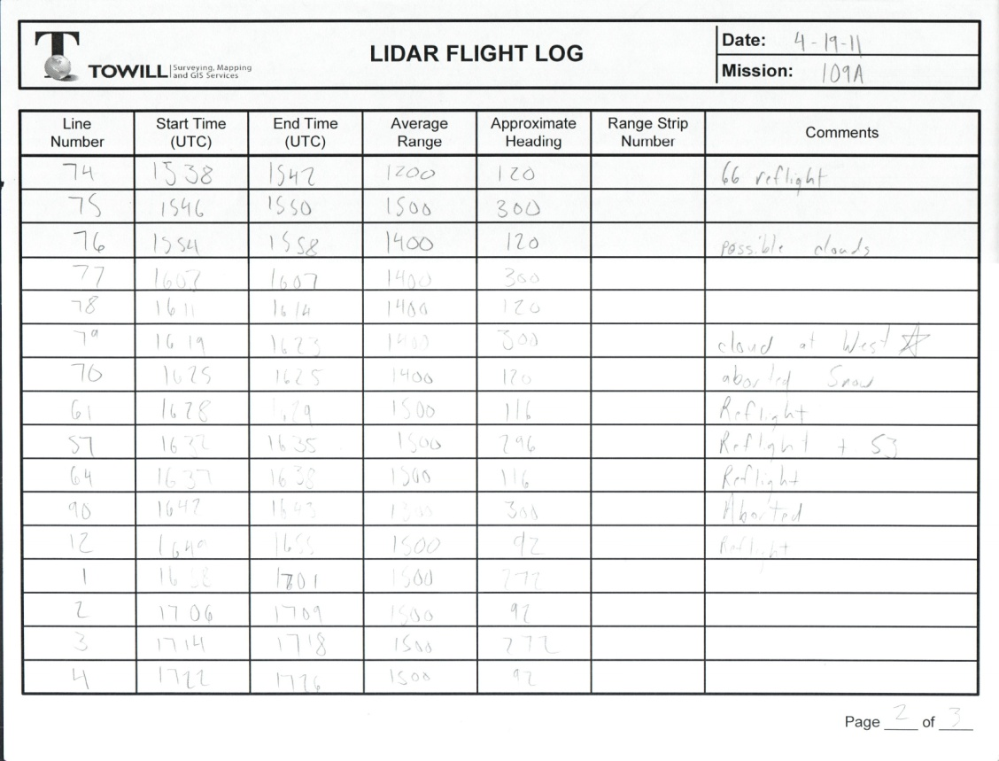 T TOWILL Surveying, Mapping
and GIS Services
LIDAR FLIGHT LOG
Date: 4-19-11
Mission: 109A
Line Number Start Time (UTC) End Time (UTC) Average Range Approximate Heading Range Strip Number Comments
74 1538 1542 1200 120 66 reflight
75 1546 1550 1500 300
76 1554 1558 1400 120 possible clouds
77 1607 1400 300
78 1611 1614 1400 120
79 1619 1623 1400 300 cloud at West
70 1625 1625 1400 120 aborted Snow
61 1628 1629 1500 116 Reflight
57 1632 1635 1500 296 Reflight + 53
64 1637 1638 1500 116 Reflight
90 1642 1643 1300 300 Aborted
12 1649 1655 1500 92 Reflight
1 1658 1701 1500 272
2 1706 1709 1500 92
3 1714 1718 1500 272
4 1722 1726 1500 92
Page 2 of 3